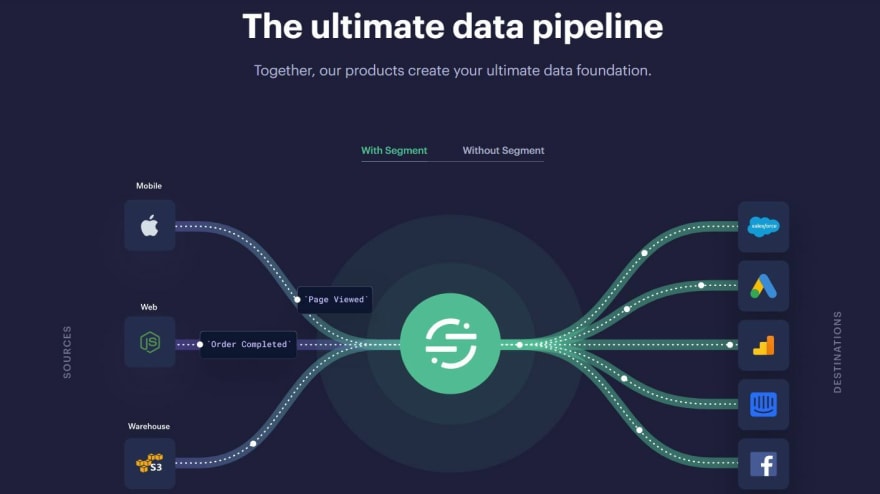 The ultimate data pipeline
Together, our products create your ultimate data foundation.
With Segment
Without Segment
Mobile
`Page Viewed`
Web
JS
`Order Completed`
Warehouse
S3
SOURCES
salesforce
DESTINATIONS